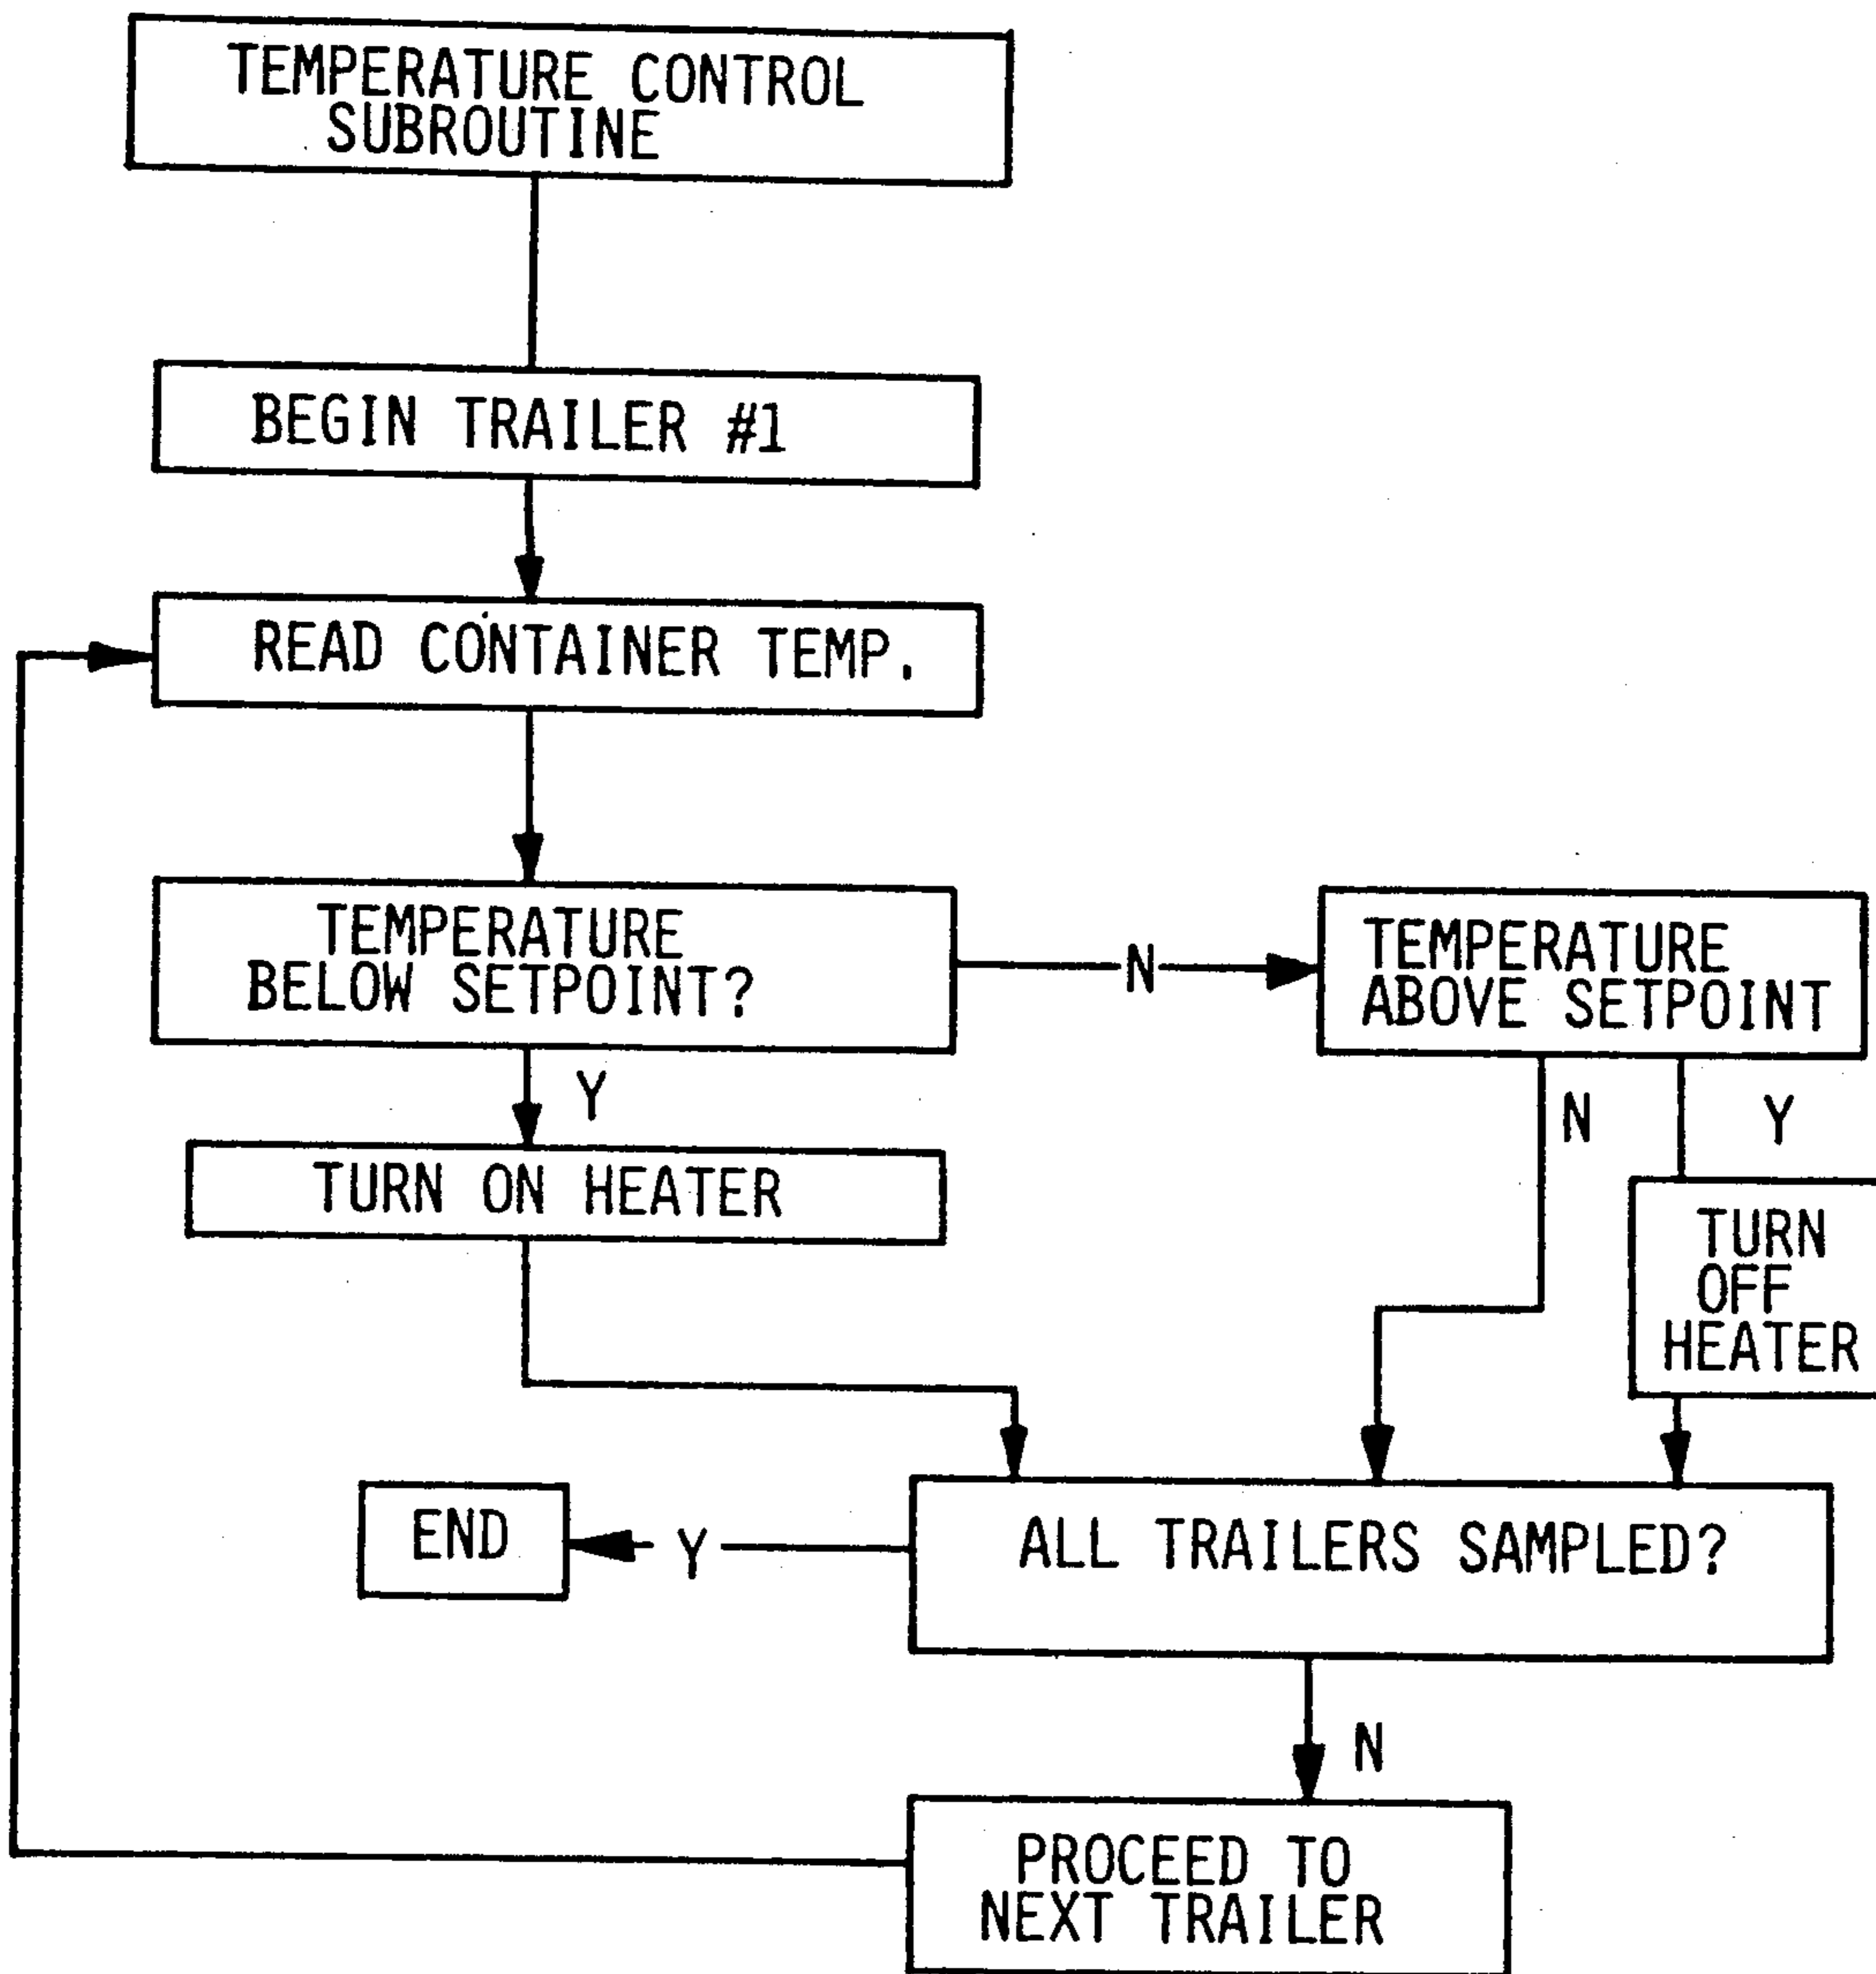 TEMPERATURE CONTROL
SUBROUTINE
BEGIN TRAILER #1
READ CONTAINER TEMP.
TEMPERATURE
BELOW SETPOINT?
N
TEMPERATURE
ABOVE SETPOINT
Y
N
Y
TURN ON HEATER
TURN
OFF
HEATER
END
Y
ALL TRAILERS SAMPLED?
N
PROCEED TO
NEXT TRAILER